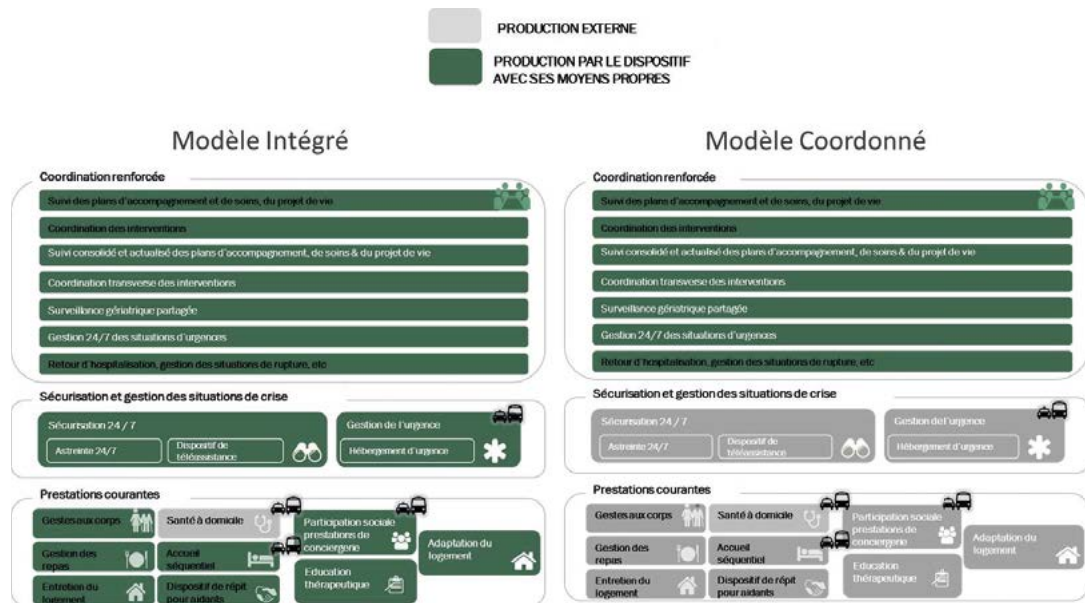 PRODUCTION EXTERNE
PRODUCTION PAR LE DISPOSITIF
AVEC SES MOYENS PROPRES
Modèle Intégré
Coordination renforcée
Suivi des plans d'accompagnement et de soins, du projet de vie
Coordination des interventions
Suivi consolidé et actualisé des plans d'accompagnement, de soins & du projet de vie
Coordination transverse des interventions
Surveillance gériatrique partagée
Gestion 24/7 des situations d'urgences
Retour d'hospitalisation, gestion des situations de rupture, etc
Sécurisation et gestion des situations de crise
Sécurisation 24 / 7
Astreinte 24/7
Dispositif de
téléassistance
Gestion de l'urgence
Hébergement d'urgence
Prestations courantes
Gestes aux corps
Santé à domicile
Gestion des
repas
Accueil
séquentiel
Entretien du
logement
Dispositif de répit
pour aidants
Participation sociale
prestations de
conciergerie
Education
thérapeutique
Adaptation du
logement
Modèle Coordonné
Coordination renforcée
Suivi des plans d'accompagnement et de soins, du projet de vie
Coordination des interventions
Suivi consolidé et actualisé des plans d'accompagnement, de soins & du projet de vie
Coordination transverse des interventions
Surveillance gériatrique partagée
Gestion 24/7 des situations d'urgences
Retour d'hospitalisation, gestion des situations de rupture, etc
Sécurisation et gestion des situations de crise
Sécurisation 24 / 7
Astreinte 24/7
Dispositif de
téléassistance
Gestion de l'urgence
Hébergement d'urgence
Prestations courantes
Gestes aux corps
Santé à domicile
Gestion des
repas
Accueil
séquentiel
Entretien du
logement
Dispositif de répit
pour aidants
Participation sociale
prestations de
conciergerie
Education
thérapeutique
Adaptation du
logement